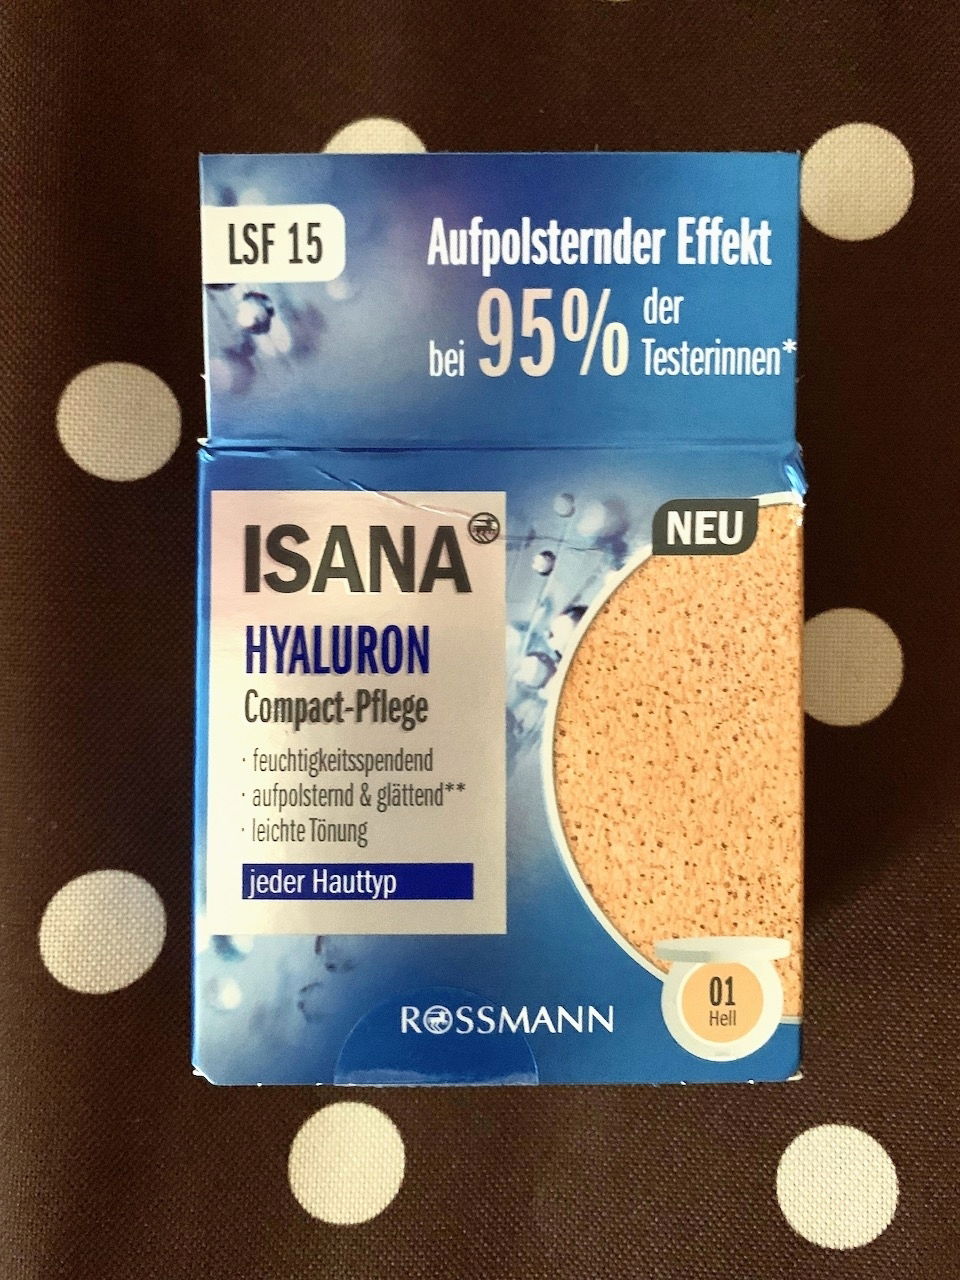 LSF 15
Aufpolsternder Effekt
bei 95% der
Testerinnen*
ISANA
NEU
HYALURON
Compact-Pflege
· feuchtigkeitsspendend
· aufpolsternd & glättend**
· leichte Tönung
jeder Hauttyp
ROSSMANN
01
Hell